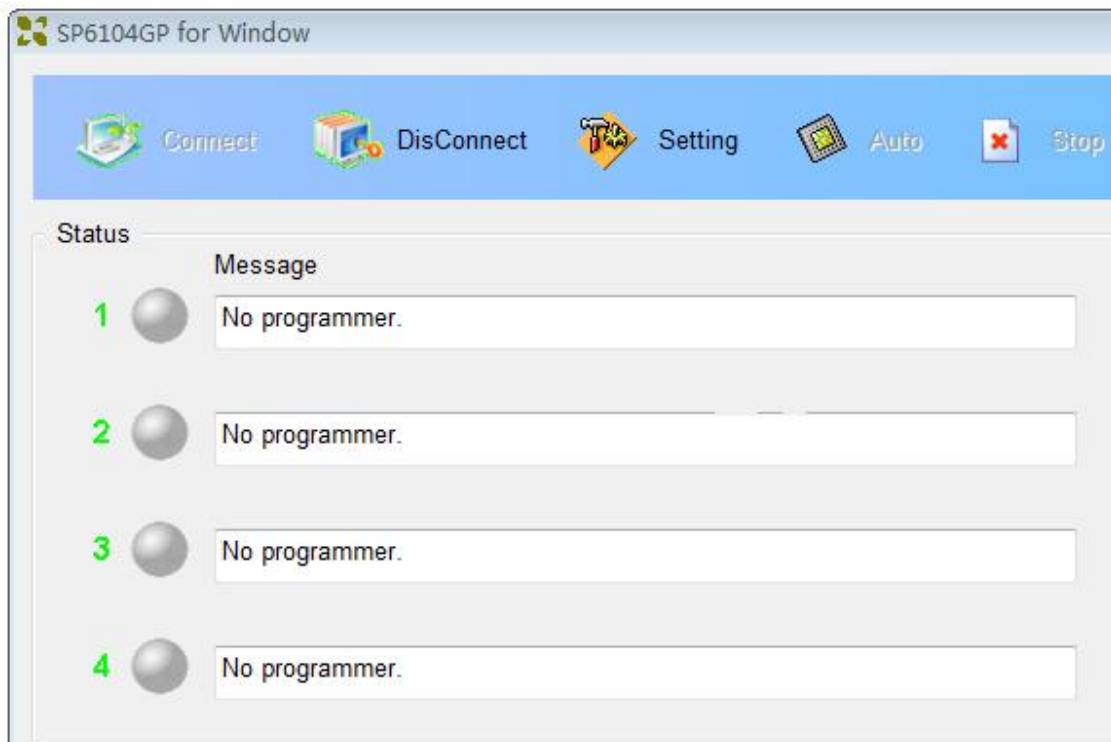 SP6104GP for Window
Connect DisConnect Setting Auto Stop
Status
Message
1 No programmer.
2 No programmer.
3 No programmer.
4 No programmer.